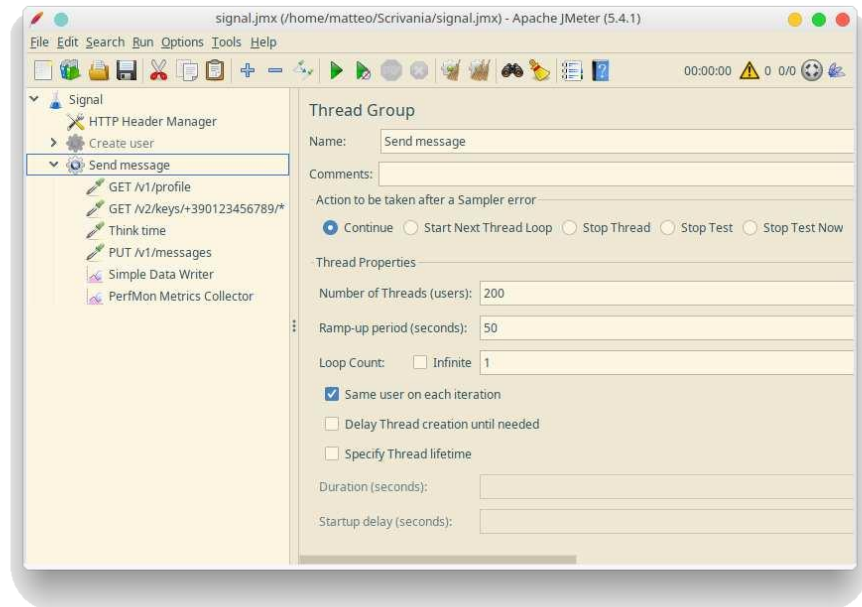 signal.jmx (/home/matteo/Scrivania/signal.jmx) - Apache JMeter (5.4.1)
File Edit Search Run Options Tools Help
00:00:00 0 0/0
Signal
HTTP Header Manager
Create user
Send message
GET /v1/profile
GET /v2/keys/+390123456789/*
Think time
PUT /v1/messages
Simple Data Writer
PerfMon Metrics Collector
Thread Group
Name: Send message
Comments:
Action to be taken after a Sampler error
Continue Start Next Thread Loop Stop Thread Stop Test Stop Test Now
Thread Properties
Number of Threads (users): 200
Ramp-up period (seconds): 50
Loop Count: Infinite 1
Same user on each iteration
Delay Thread creation until needed
Specify Thread lifetime
Duration (seconds):
Startup delay (seconds):